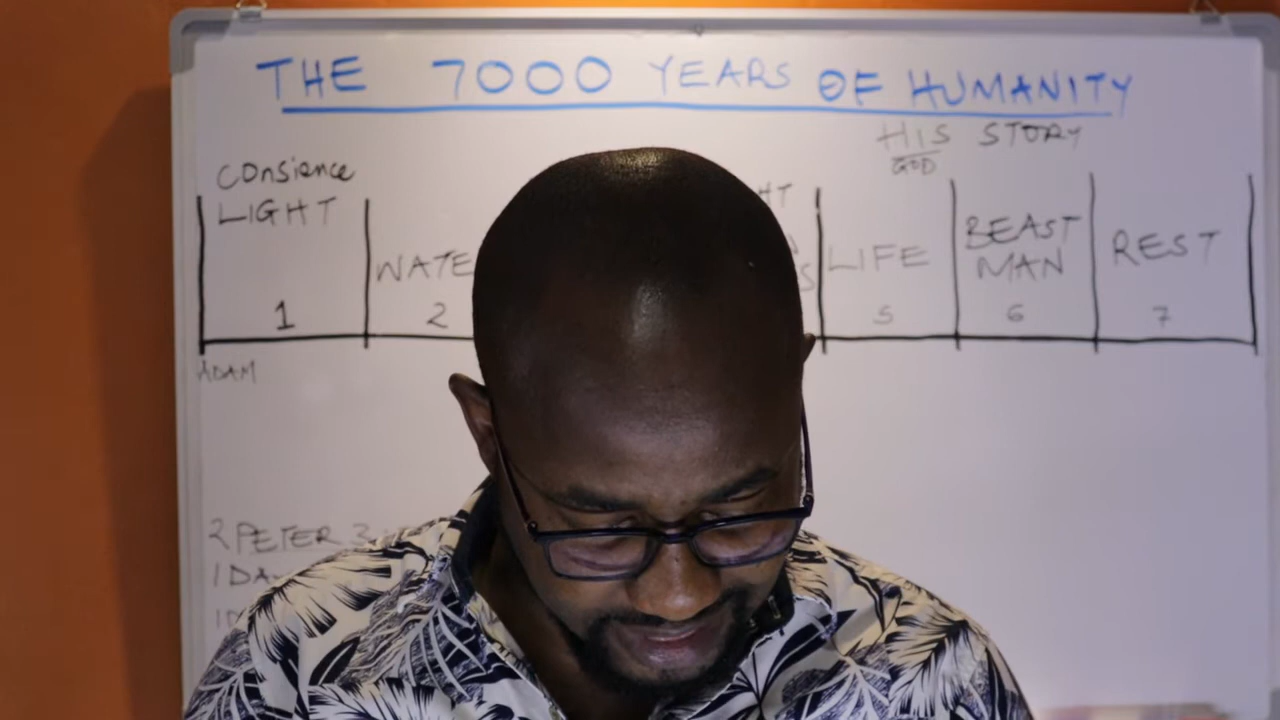 THE 7000 YEARS OF HUMANITY
HIS STORY
GOD
Consience
LIGHT
LIFE
BEAST
MAN
REST
1 2 5 6 7
ADAM
2 PETER 3